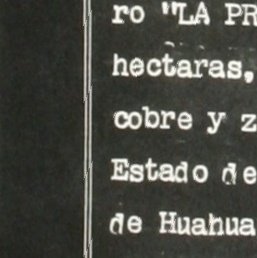 ro "LA PR
hectaras,
cobre y z
Estado de
de Huahua